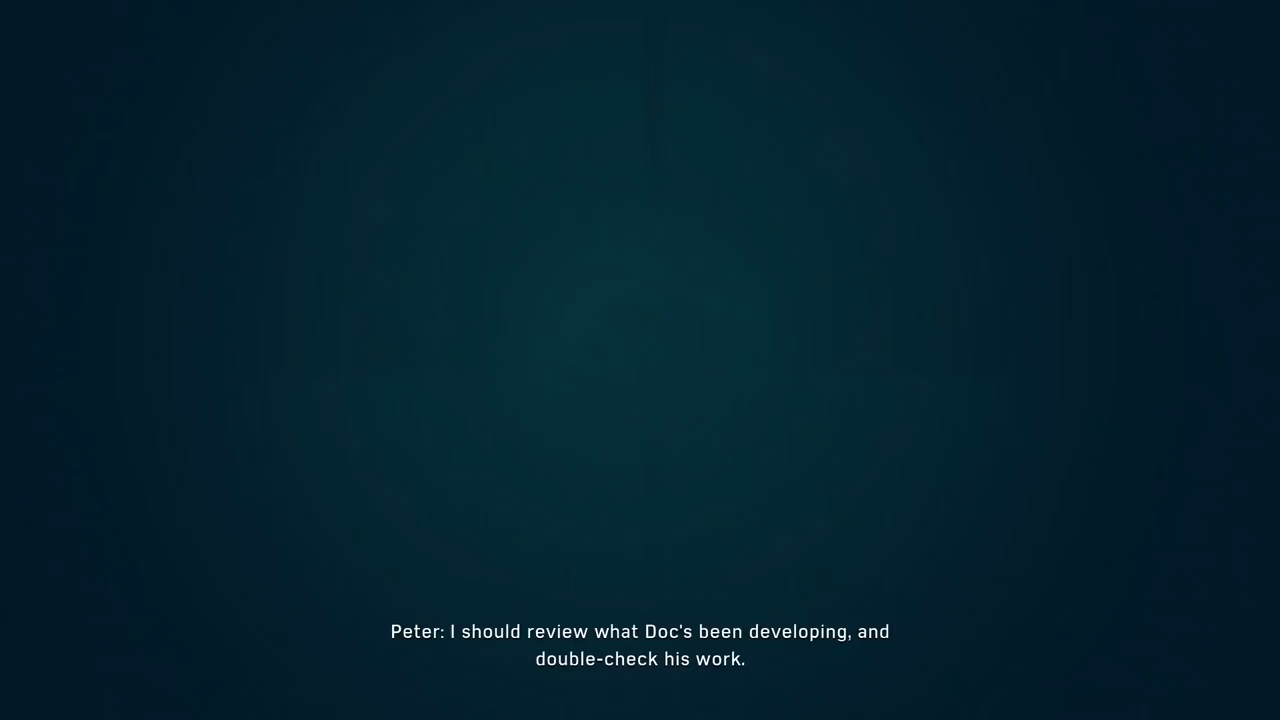 Peter: I should review what Doc's been developing, and
double-check his work.